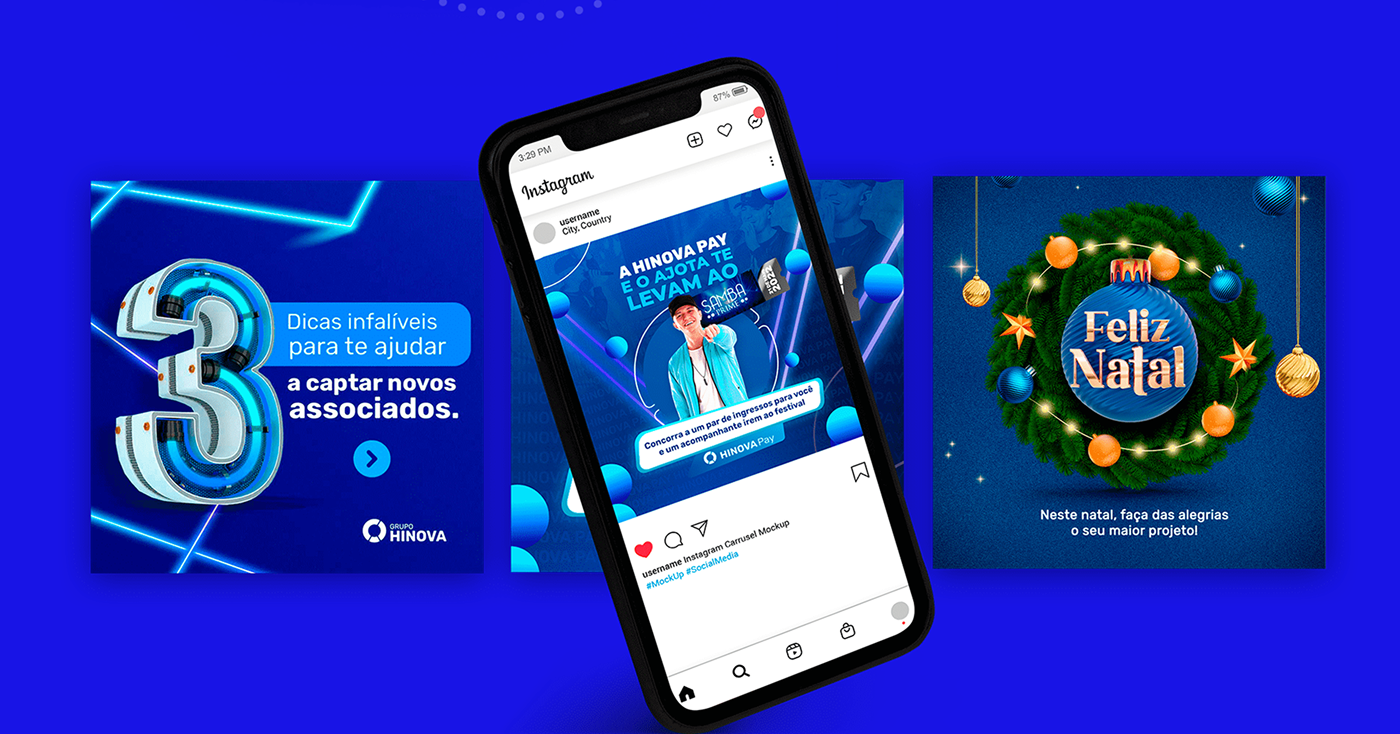 3
Dicas infalíveis
para te ajudar
a captar novos
associados.
GRUPO
HINOVA
3:29 PM
87%
Instagram
username
City, Country
A HINOVA PAY
E O AJOTA TE
LEVAM AO
SAMBA
PRIME
Concorra a um par de ingressos para você
e um acompanhante irem ao festival
HINOVA Pay
username Instagram Carrusel Mockup
#MockUp #SocialMedia
Feliz
Natal
Neste natal, faça das alegrias
o seu maior projeto!